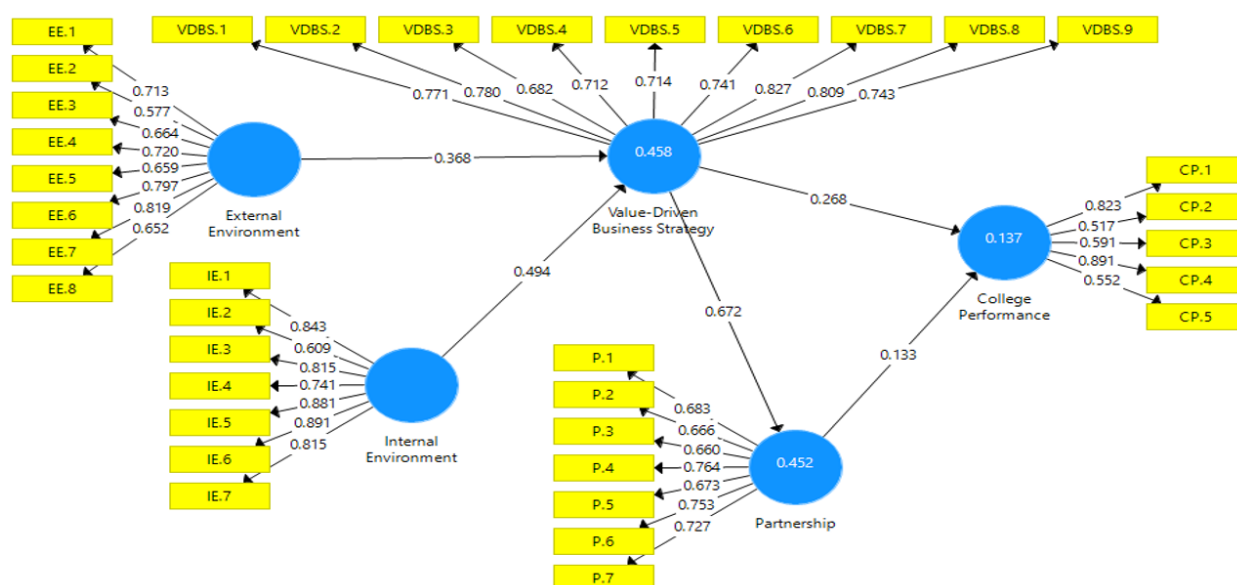 EE.1
EE.2
EE.3
EE.4
EE.5
EE.6
EE.7
EE.8
0.713
0.577
0.664
0.720
0.659
0.797
0.819
0.652
External
Environment
VDBS.1
VDBS.2
VDBS.3
VDBS.4
VDBS.5
VDBS.6
VDBS.7
VDBS.8
VDBS.9
0.771
0.780
0.682
0.712
0.714
0.741
0.827
0.809
0.743
0.368
0.458
Value-Driven
Business Strategy
0.268
0.494
0.672
IE.1
IE.2
IE.3
IE.4
IE.5
IE.6
IE.7
0.843
0.609
0.815
0.741
0.881
0.891
0.815
Internal
Environment
P.1
P.2
P.3
P.4
P.5
P.6
P.7
0.683
0.666
0.660
0.764
0.673
0.753
0.727
0.452
Partnership
0.133
0.137
College
Performance
0.823
0.517
0.591
0.891
0.552
CP.1
CP.2
CP.3
CP.4
CP.5